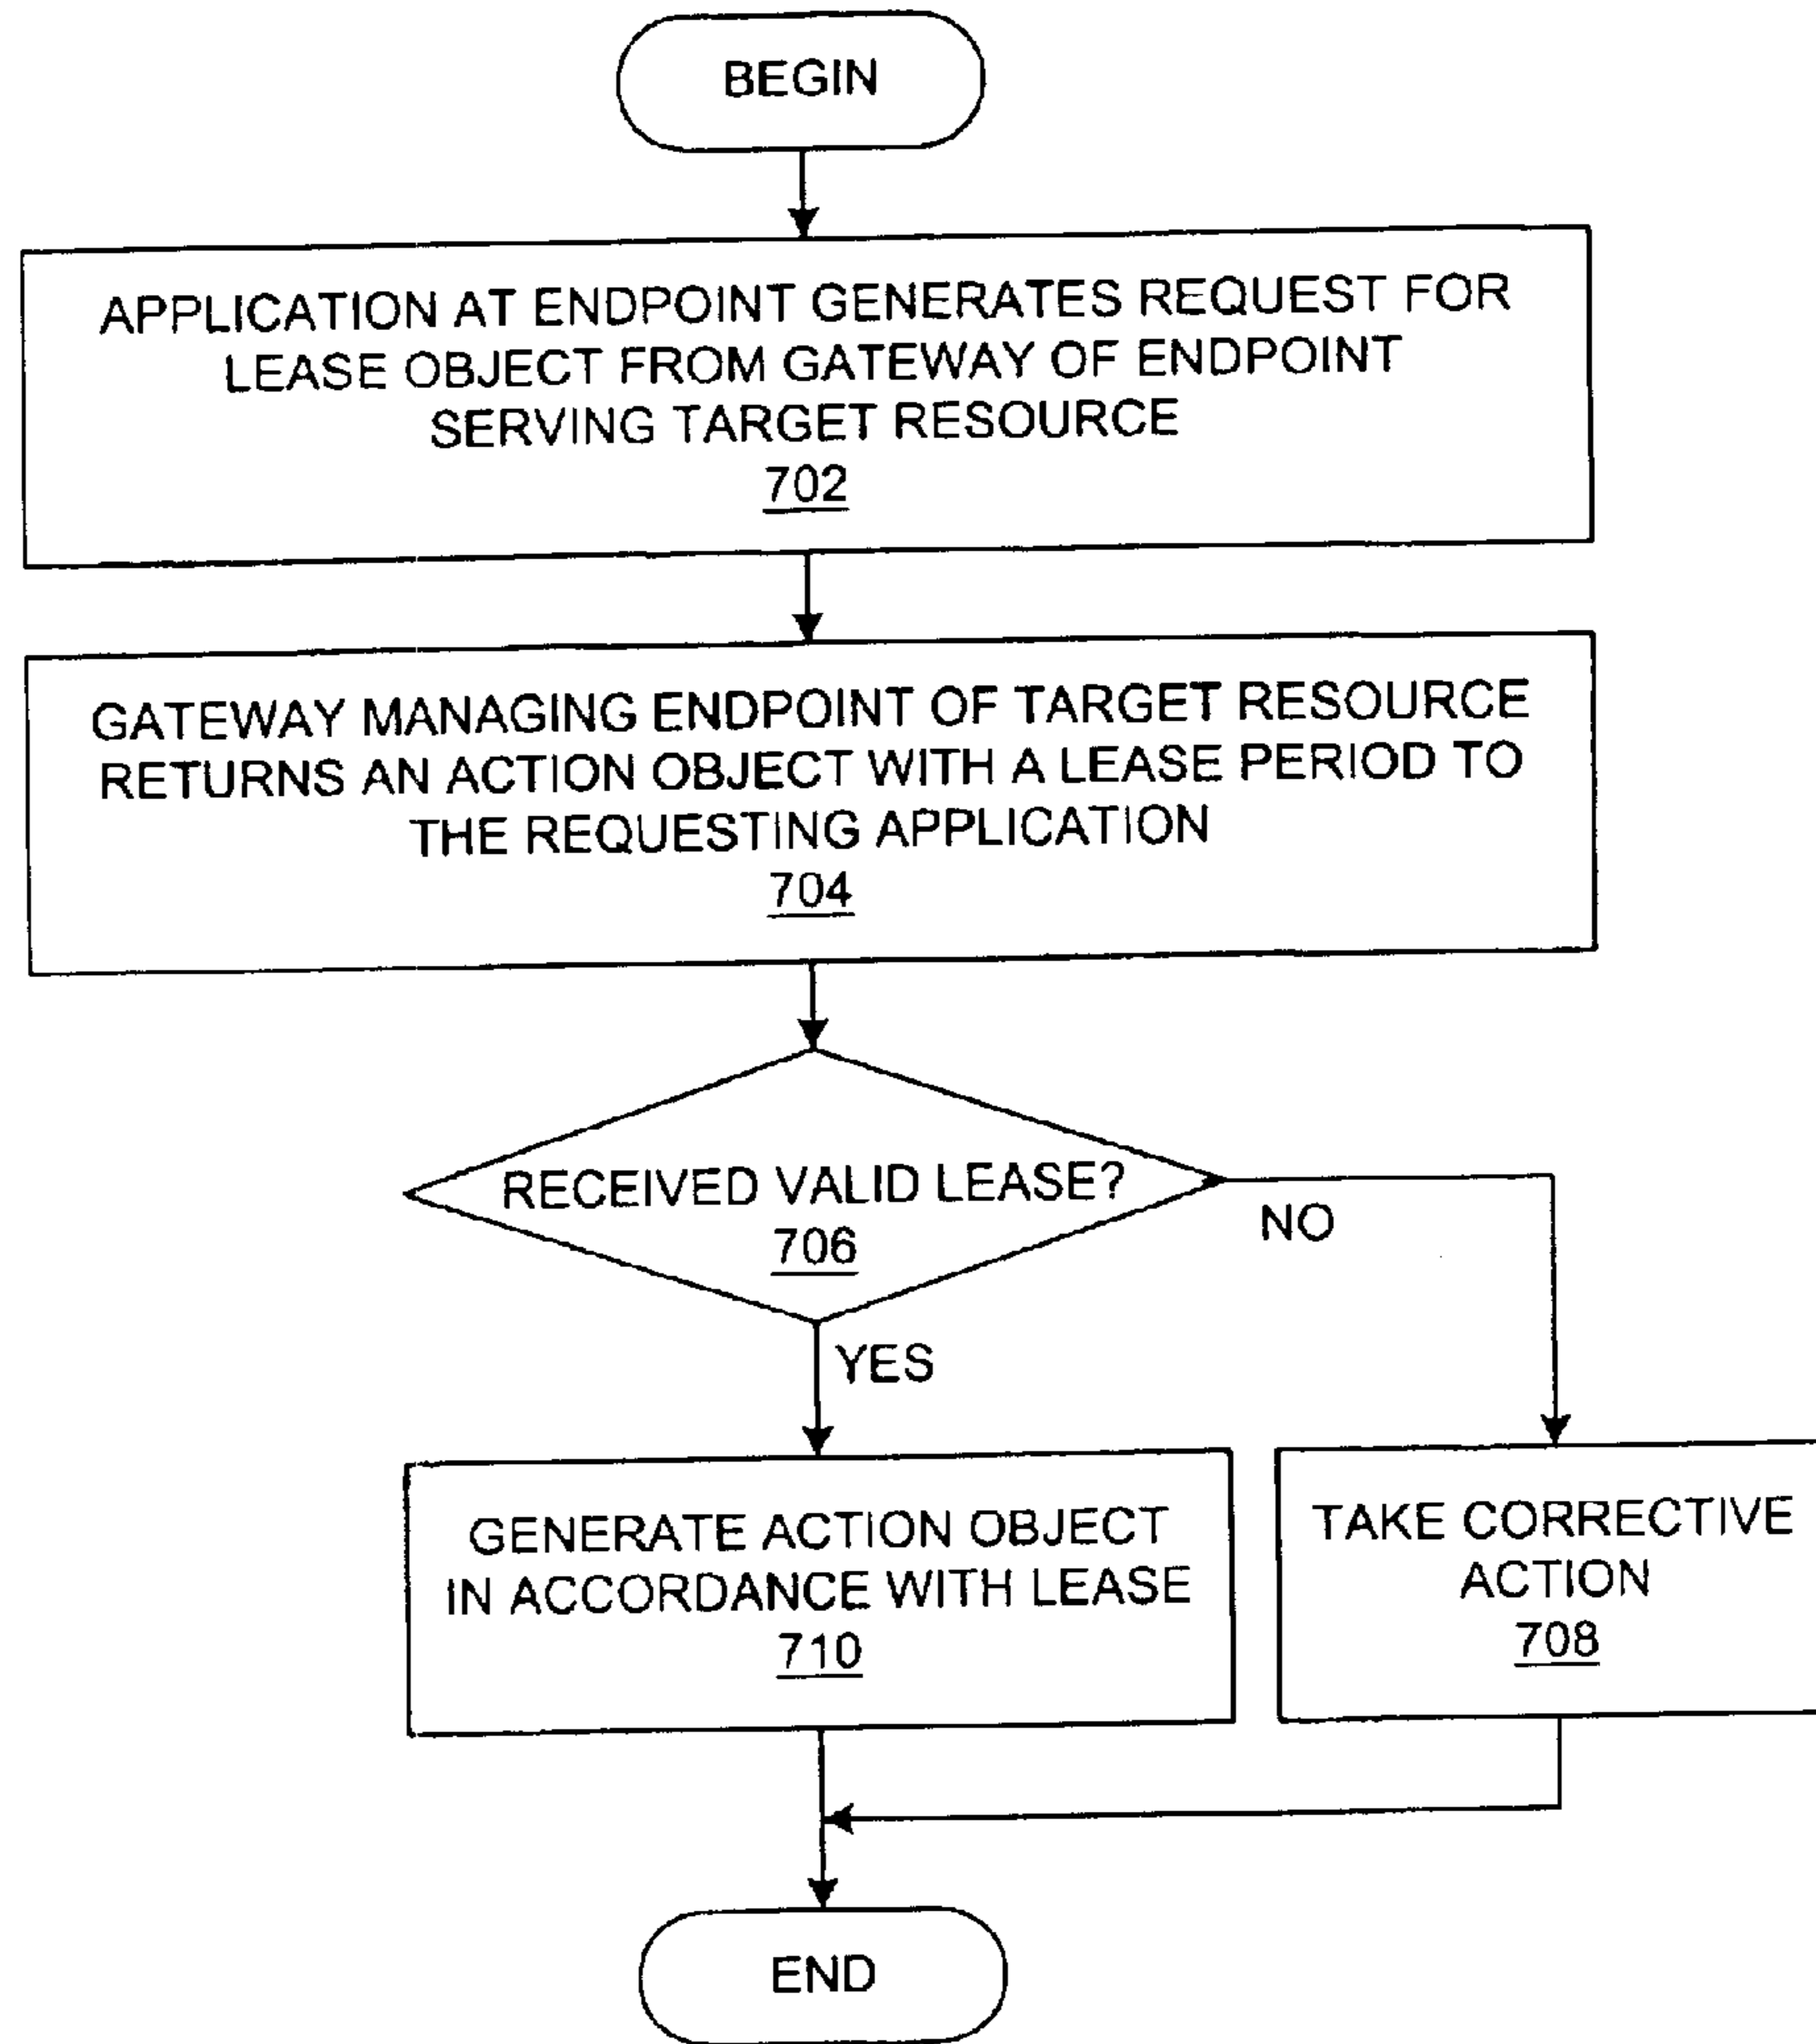 BEGIN
APPLICATION AT ENDPOINT GENERATES REQUEST FOR
LEASE OBJECT FROM GATEWAY OF ENDPOINT
SERVING TARGET RESOURCE
702
GATEWAY MANAGING ENDPOINT OF TARGET RESOURCE
RETURNS AN ACTION OBJECT WITH A LEASE PERIOD TO
THE REQUESTING APPLICATION
704
RECEIVED VALID LEASE?
706
NO
YES
GENERATE ACTION OBJECT
IN ACCORDANCE WITH LEASE
710
TAKE CORRECTIVE
ACTION
708
END